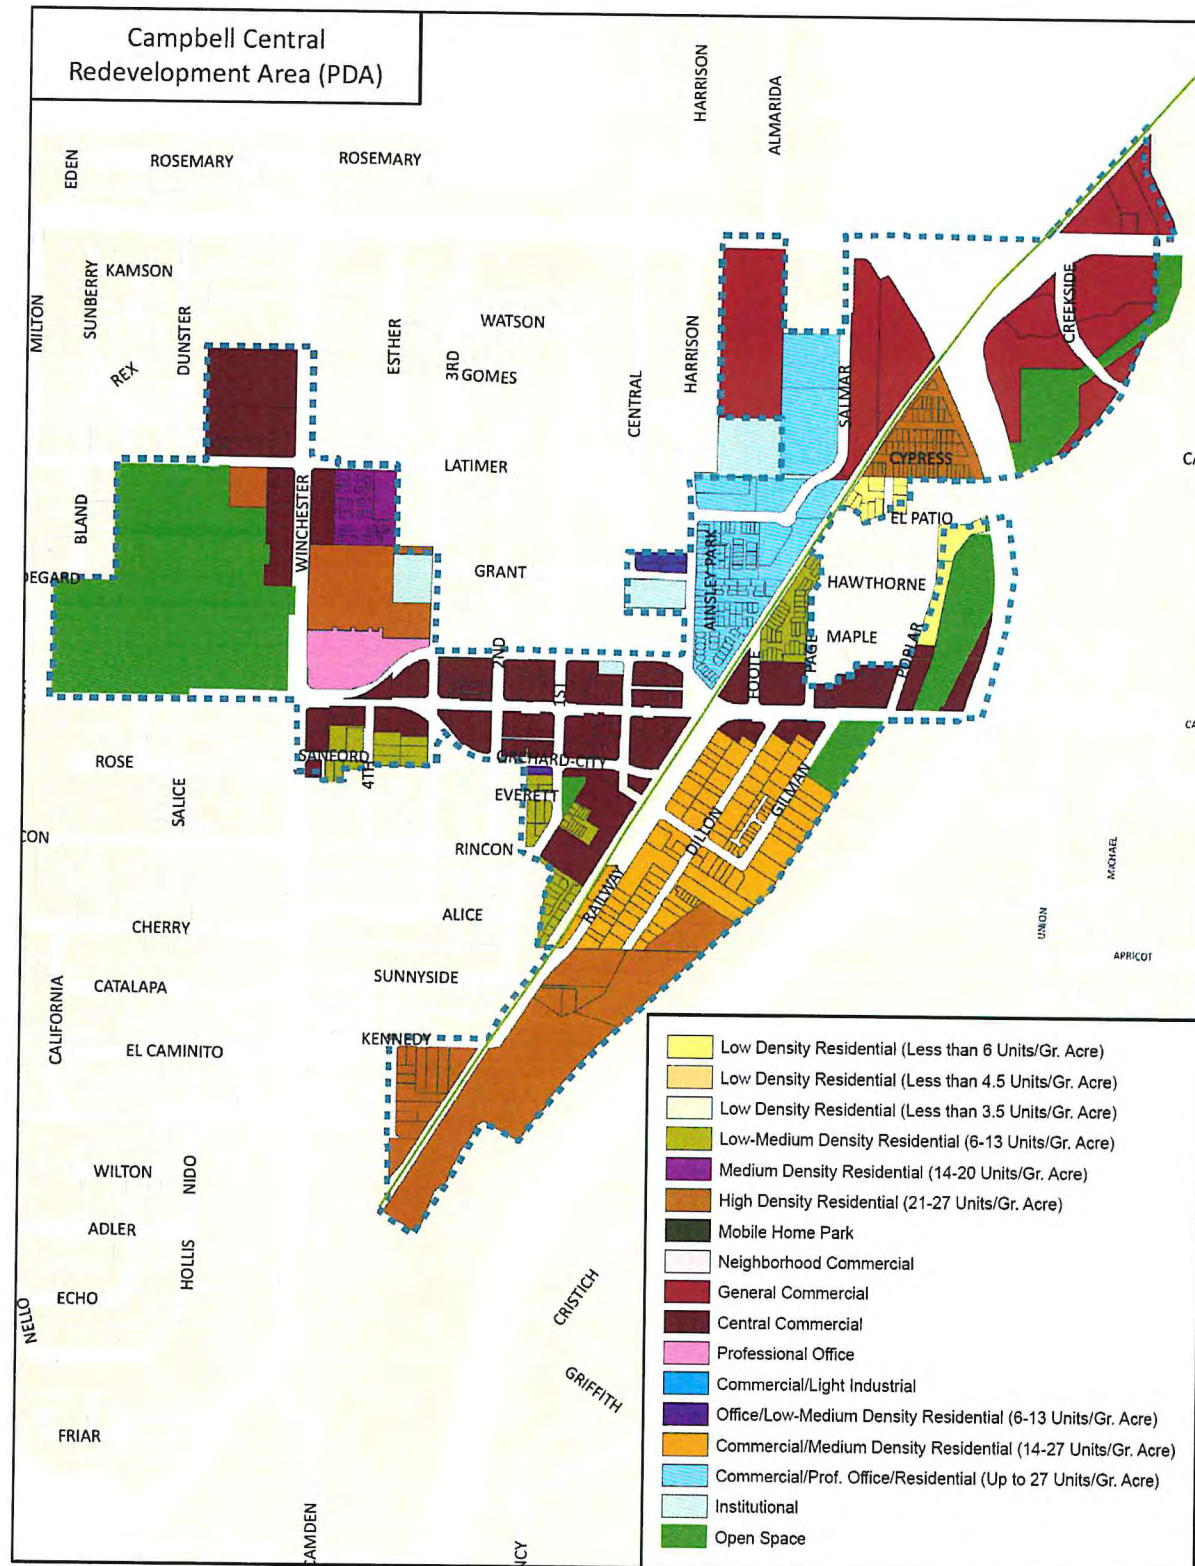 Campbell Central
Redevelopment Area (PDA)
HARRISON
ALMARIDA
EDEN
ROSEMARY
ROSEMARY
MILTON
SUNBERRY
KAMSON
DUNSTER
REX
ESTHER
WATSON
3RD
GOMES
CENTRAL
HARRISON
SALMAR
CREEKSIDE
LATIMER
CYPRESS
CA
BLAND
WINCHESTER
EL PATIO
DEGARD
GRANT
AINSLEY PARK
HAWTHORNE
MAPLE
2ND
1ST
FOOTE
PAGE
POPLAR
CA
ROSE
SANFORD
4TH
ORCHARD-CITY
EVERETT
SALICE
GILMAN
DILLON
CON
RINCON
MICHAEL
RAILWAY
ALICE
UNION
CHERRY
APRICOT
CATALAPA
SUNNYSIDE
CALIFORNIA
KENNEDY
EL CAMINITO
WILTON
NIDO
ADLER
HOLLIS
ECHO
NELLO
CRISTICH
GRIFFITH
FRIAR
CAMDEN
NCY
Low Density Residential (Less than 6 Units/Gr. Acre)
Low Density Residential (Less than 4.5 Units/Gr. Acre)
Low Density Residential (Less than 3.5 Units/Gr. Acre)
Low-Medium Density Residential (6-13 Units/Gr. Acre)
Medium Density Residential (14-20 Units/Gr. Acre)
High Density Residential (21-27 Units/Gr. Acre)
Mobile Home Park
Neighborhood Commercial
General Commercial
Central Commercial
Professional Office
Commercial/Light Industrial
Office/Low-Medium Density Residential (6-13 Units/Gr. Acre)
Commercial/Medium Density Residential (14-27 Units/Gr. Acre)
Commercial/Prof. Office/Residential (Up to 27 Units/Gr. Acre)
Institutional
Open Space